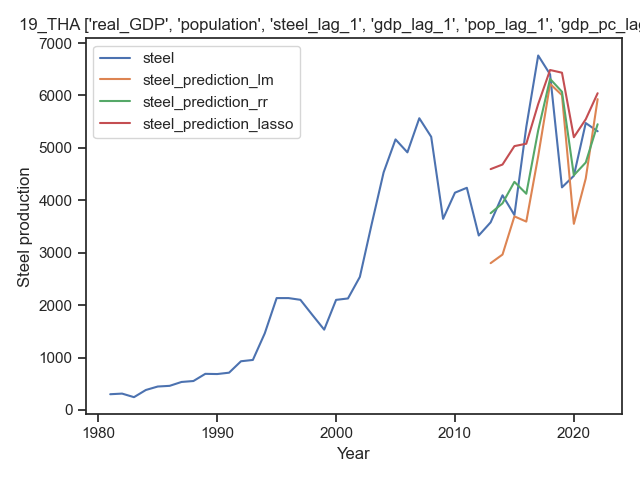 19_THA ['real_GDP', 'population', 'steel_lag_1', 'gdp_lag_1', 'pop_lag_1', 'gdp_pc_lag
steel
steel_prediction_lm
steel_prediction_rr
steel_prediction_lasso
Steel production
7000
6000
5000
4000
3000
2000
1000
0
1980
1990
2000
2010
2020
Year